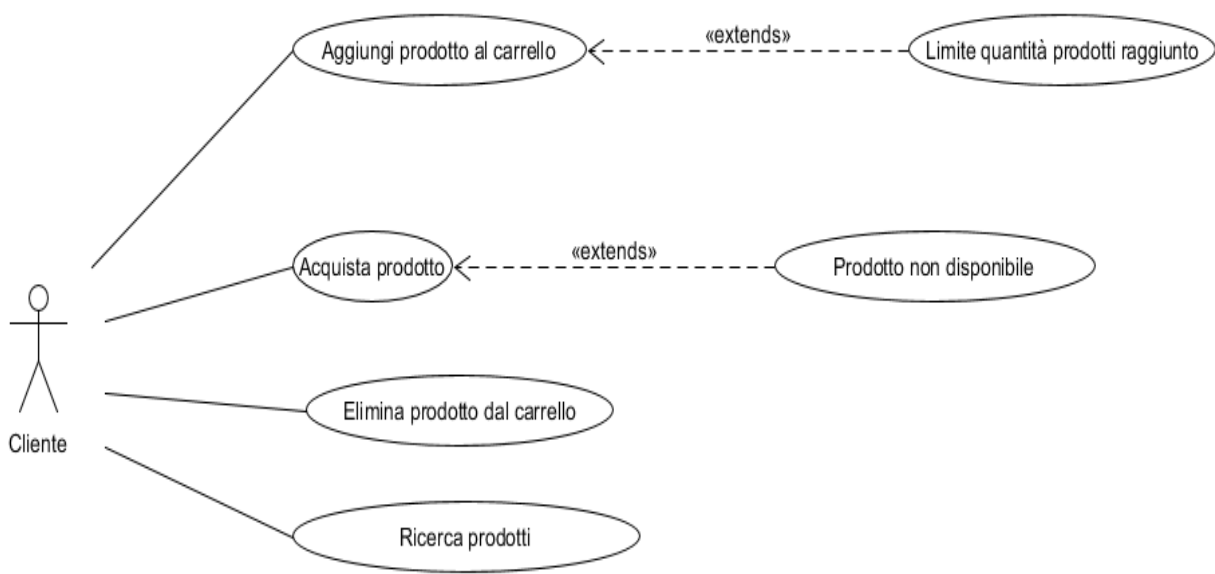 Aggiungi prodotto al carrello
«extends»
Limite quantità prodotti raggiunto
Acquista prodotto
«extends»
Prodotto non disponibile
Elimina prodotto dal carrello
Cliente
Ricerca prodotti